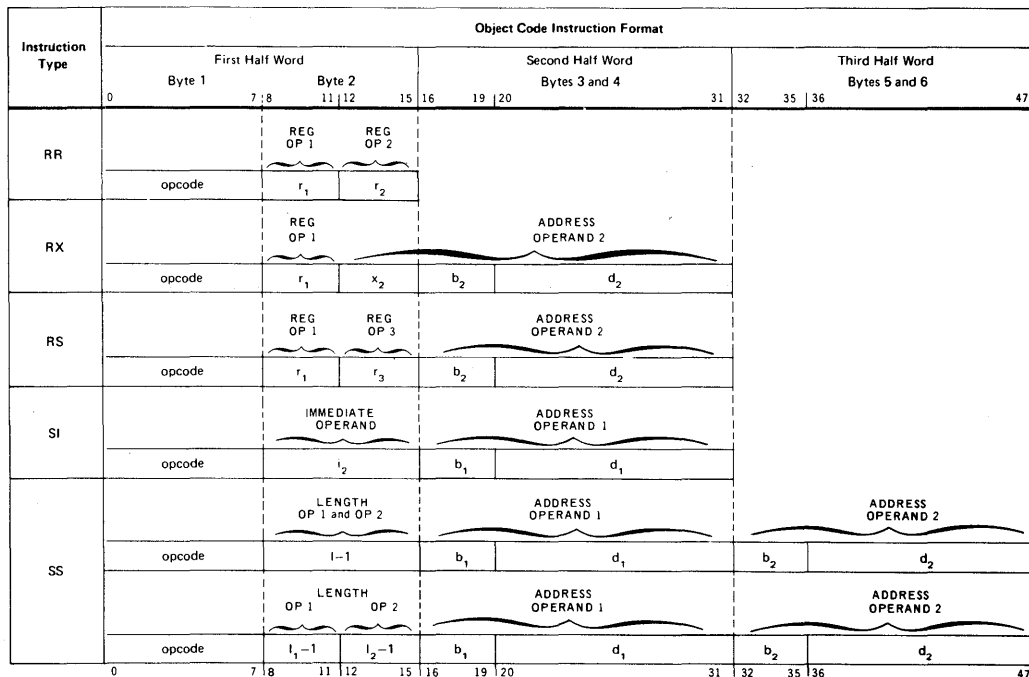 Instruction Type
Object Code Instruction Format
First Half Word
Second Half Word
Third Half Word
Byte 1
Byte 2
Bytes 3 and 4
Bytes 5 and 6
0 7 8 11 12 15 16 19 20 31 32 35 36 47
RR
REG OP 1
REG OP 2
opcode r1 r2
RX
REG OP 1
ADDRESS OPERAND 2
opcode r1 x2 b2 d2
RS
REG OP 1
REG OP 3
ADDRESS OPERAND 2
opcode r1 r3 b2 d2
SI
IMMEDIATE OPERAND
ADDRESS OPERAND 1
opcode i2 b1 d1
SS
LENGTH OP 1 and OP 2
ADDRESS OPERAND 1
ADDRESS OPERAND 2
opcode l-1 b1 d1 b2 d2
LENGTH
OP 1 OP 2
ADDRESS OPERAND 1
ADDRESS OPERAND 2
opcode l1-1 l2-1 b1 d1 b2 d2
0 7 8 11 12 15 16 19 20 31 32 35 36 47